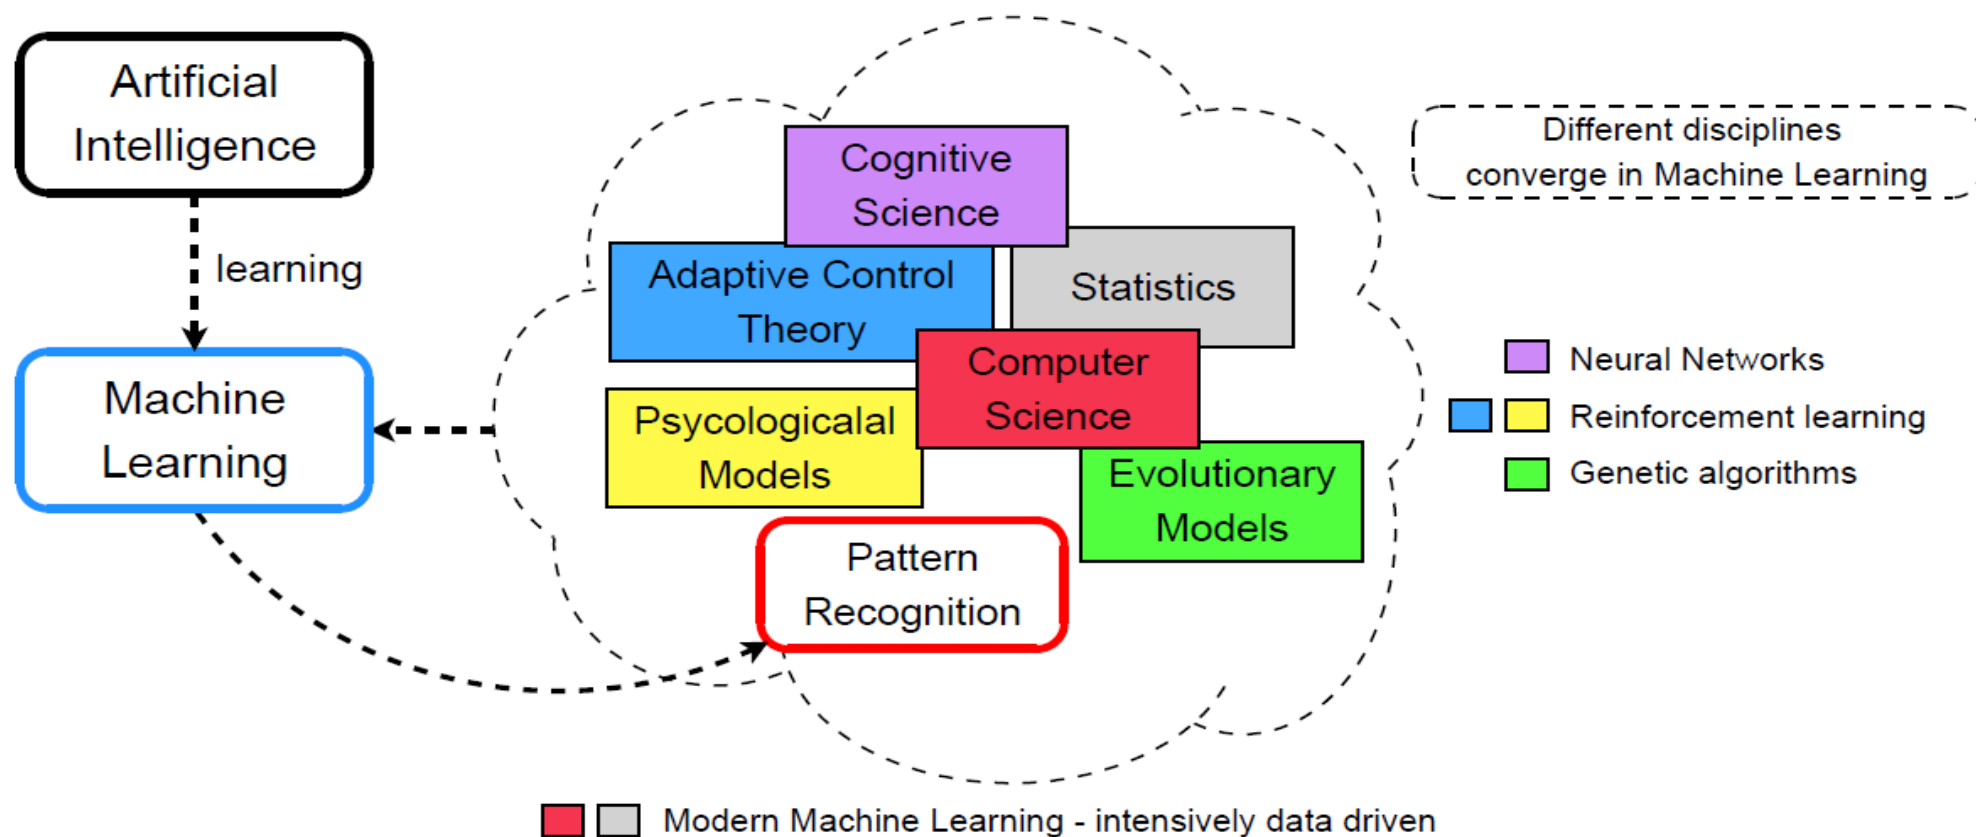 Artificial
Intelligence
learning
Machine
Learning
Cognitive
Science
Adaptive Control
Theory
Statistics
Computer
Science
Psycologicalal
Models
Evolutionary
Models
Pattern
Recognition
Different disciplines
converge in Machine Learning
Neural Networks
Reinforcement learning
Genetic algorithms
Modern Machine Learning - intensively data driven